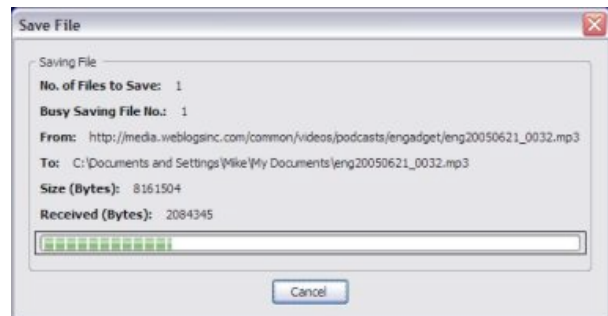 Save File
Saving File
No. of Files to Save: 1
Busy Saving File No.: 1
From: http://media.weblogsinc.com/common/videos/podcasts/engadget/eng20050621_0032.mp3
To: C:\Documents and Settings\Mike\My Documents\eng20050621_0032.mp3
Size (Bytes): 8161504
Received (Bytes): 2084345
Cancel